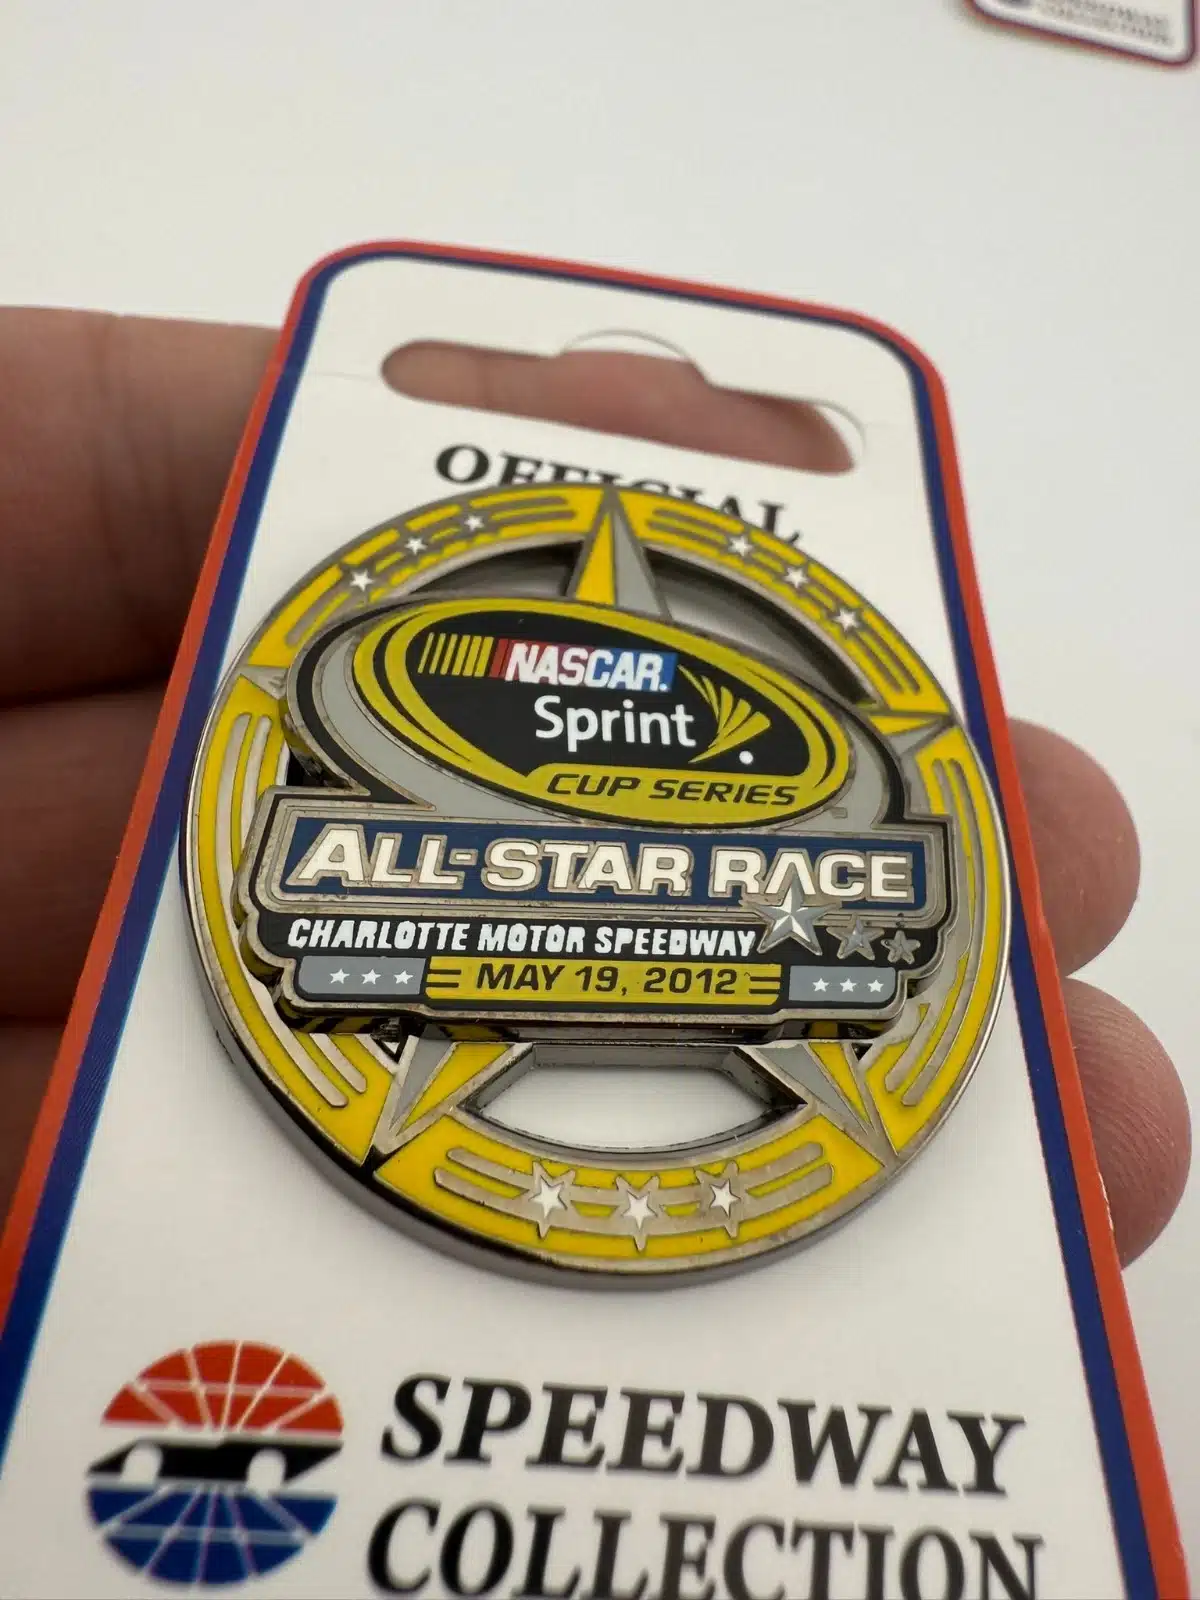 OFFICIAL
NASCAR.
Sprint
CUP SERIES
ALL-STAR RACE
CHARLOTTE MOTOR SPEEDWAY
MAY 19, 2012
SPEEDWAY
COLLECTION